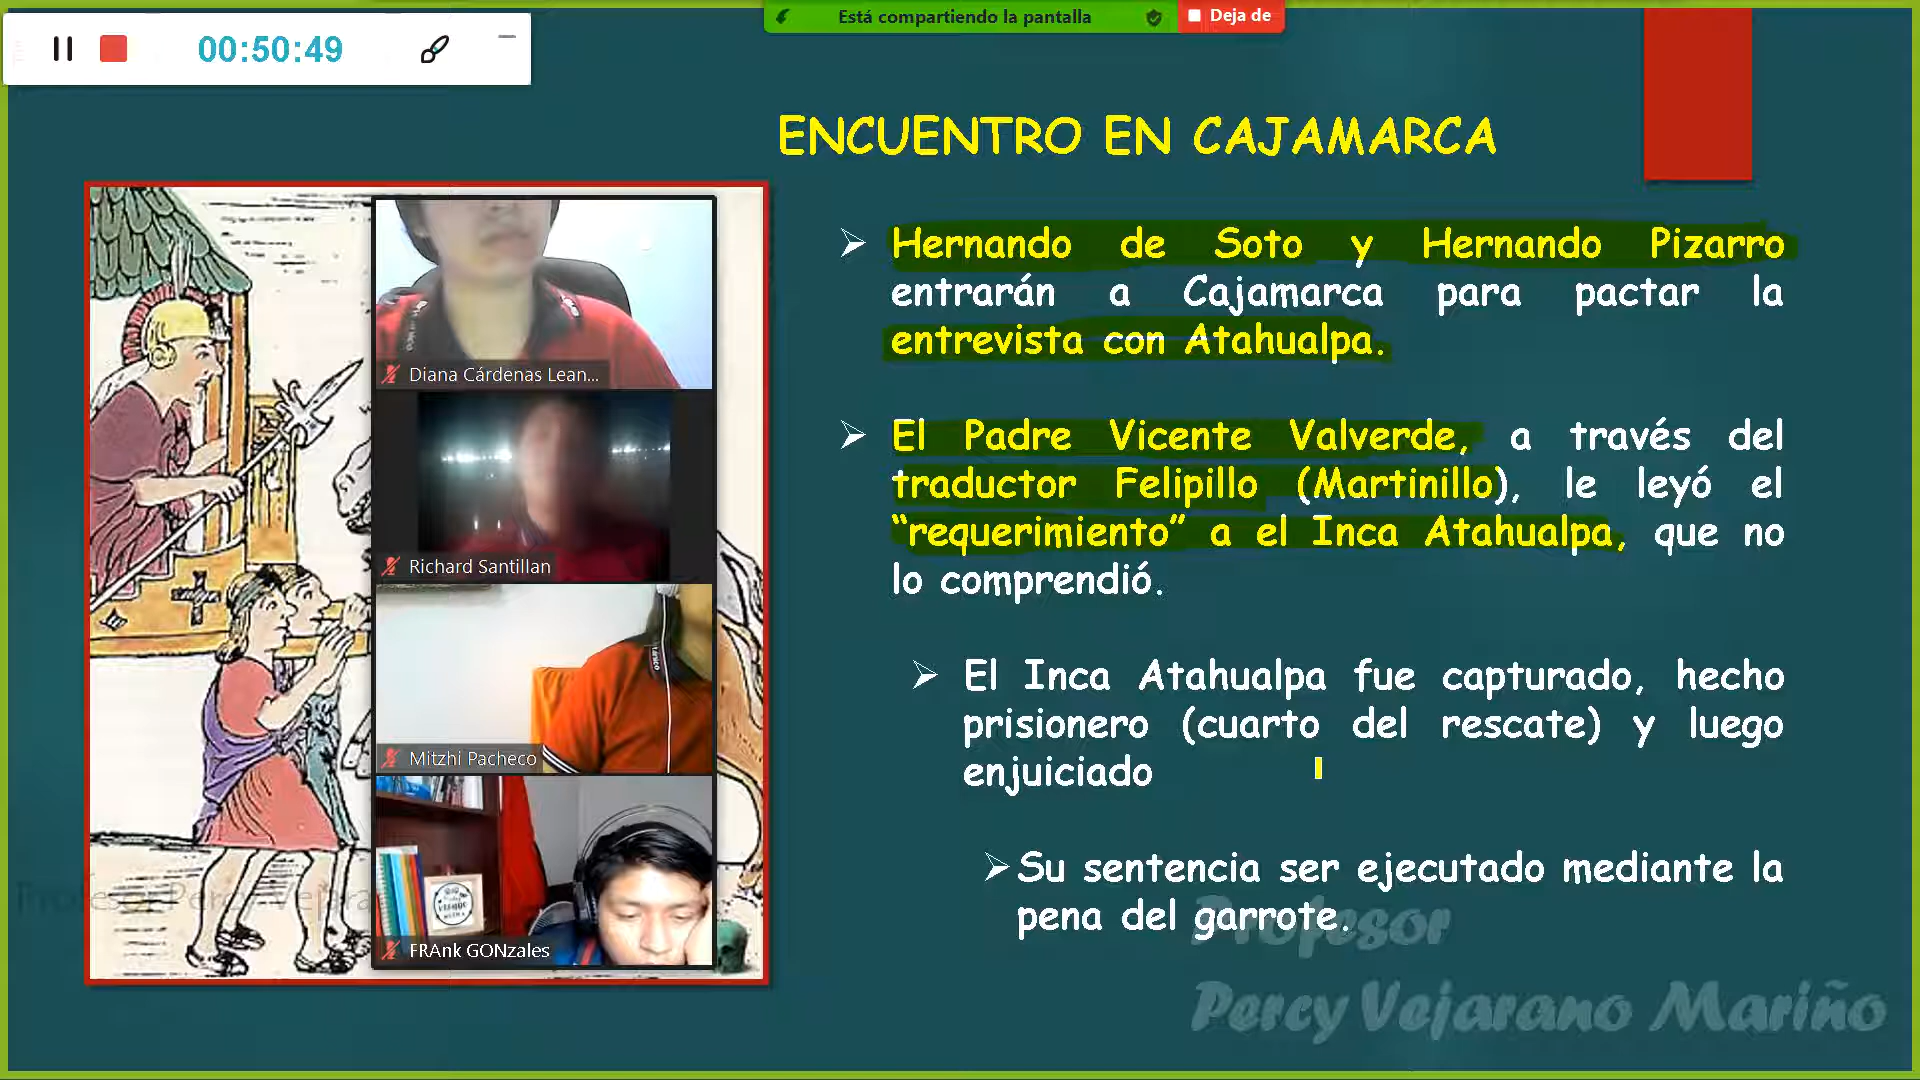 Está compartiendo la pantalla
Deja de
00:50:49
ENCUENTRO EN CAJAMARCA
Hernando de Soto y Hernando Pizarro
entrarán a Cajamarca para pactar la
entrevista con Atahualpa.
El Padre Vicente Valverde, a través del
traductor Felipillo (Martinillo), le leyó el
“requerimiento” a el Inca Atahualpa, que no
lo comprendió.
El Inca Atahualpa fue capturado, hecho
prisionero (cuarto del rescate) y luego
enjuiciado
Su sentencia ser ejecutado mediante la
pena del garrote.
Diana Cárdenas Lean...
Richard Santillan
Mitzhi Pacheco
FRAnk GONzales
Profesor
Percy Vejarano Mariño